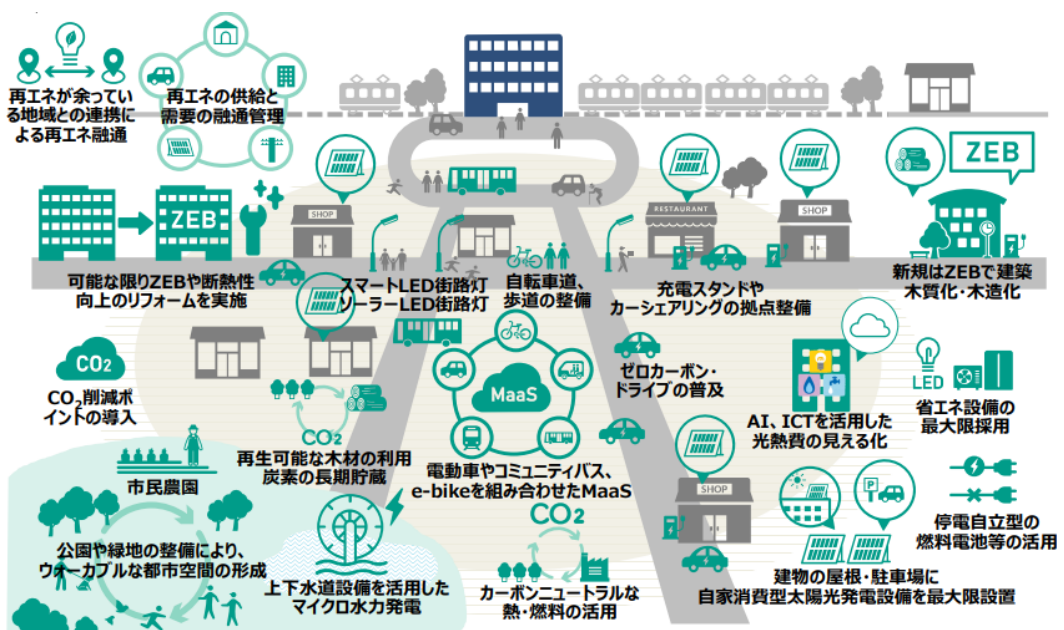 再エネが余ってい
る地域との連携に
よる再エネ融通
再エネの供給と
需要の融通管理
ZEB
ZEB
SHOP
RESTAURANT
SHOP
可能な限りZEBや断熱性
向上のリフォームを実施
スマートLED街路灯
ソーラーLED街路灯
自転車道、
歩道の整備
充電スタンドや
カーシェアリングの拠点整備
新規はZEBで建築
木質化・木造化
CO2
CO2削減ポ
イントの導入
CO2
再生可能な木材の利用
炭素の長期貯蔵
MaaS
電動車やコミュニティバス、
e-bikeを組み合わせたMaaS
ゼロカーボン・
ドライブの普及
AI、ICTを活用した
光熱費の見える化
LED
省エネ設備の
最大限採用
市民農園
公園や緑地の整備により、
ウォーカブルな都市空間の形成
上下水道設備を活用した
マイクロ水力発電
CO2
カーボンニュートラルな
熱・燃料の活用
SHOP
P
停電自立型の
燃料電池等の活用
建物の屋根・駐車場に
自家消費型太陽光発電設備を最大限設置